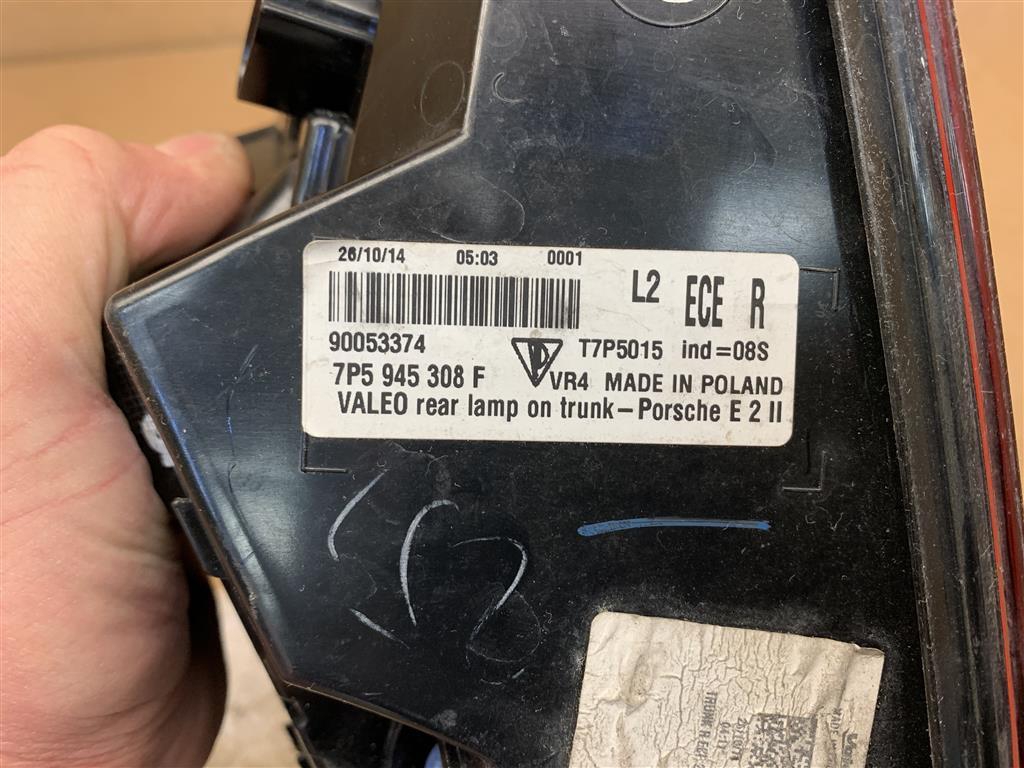 26/10/14 05:03 0001
L2 ECE R
90053374
T7P5015 ind=08S
7P5 945 308 F
VR4 MADE IN POLAND
VALEO rear lamp on trunk-Porsche E 2 II